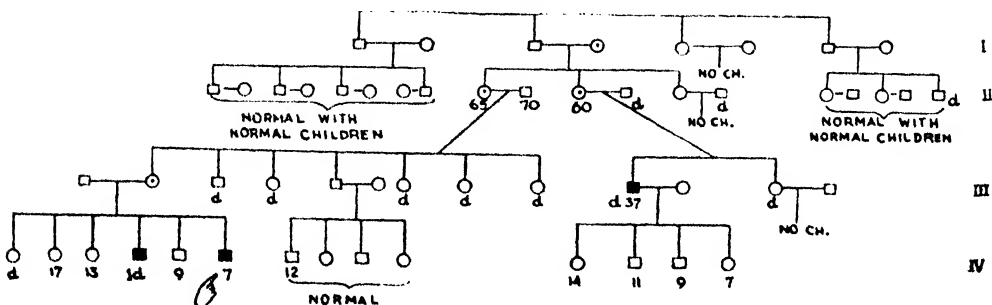 I
NO CH.
II
65 70 60 d d d
NO CH.
NORMAL WITH
NORMAL CHILDREN
NORMAL WITH
NORMAL CHILDREN
d d d d d d 37 d III
NO CH.
d 17 13 1d 9 7 12 14 11 9 7 IV
NORMAL